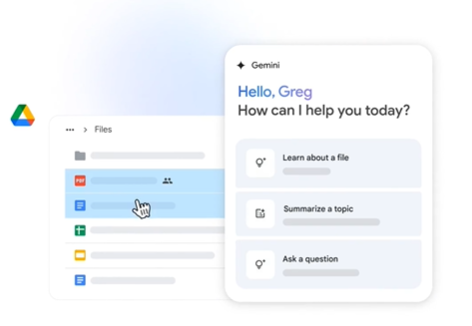 Gemini
Hello, Greg
How can I help you today?
... > Files
Learn about a file
PDF
Summarize a topic
Ask a question